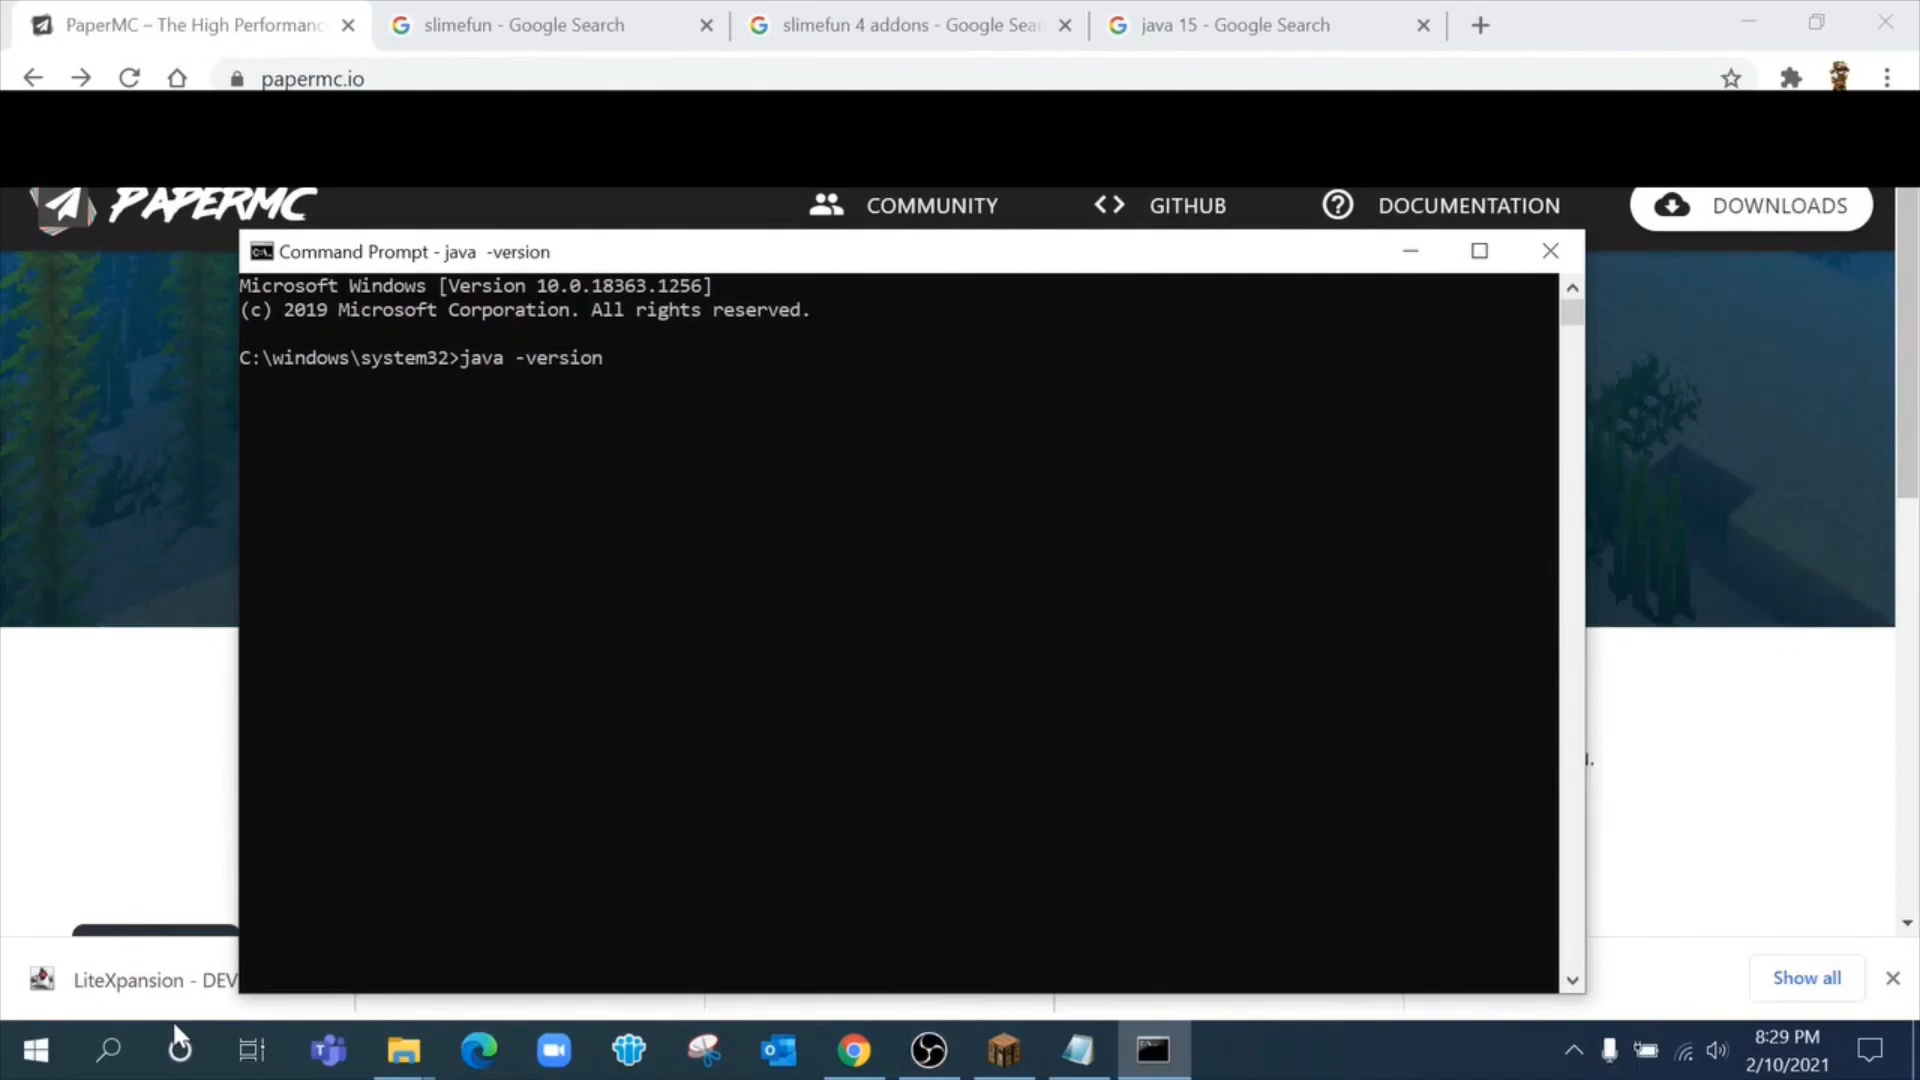 PaperMC – The High Performanc
slimefun - Google Search
slimefun 4 addons - Google Sea
java 15 - Google Search
papermc.io
PAPERMC
COMMUNITY
GITHUB
DOCUMENTATION
DOWNLOADS
Command Prompt - java  -version
Microsoft Windows [Version 10.0.18363.1256]
(c) 2019 Microsoft Corporation. All rights reserved.
C:\windows\system32>java -version
LiteXpansion - DEV
Show all
8:29 PM
2/10/2021